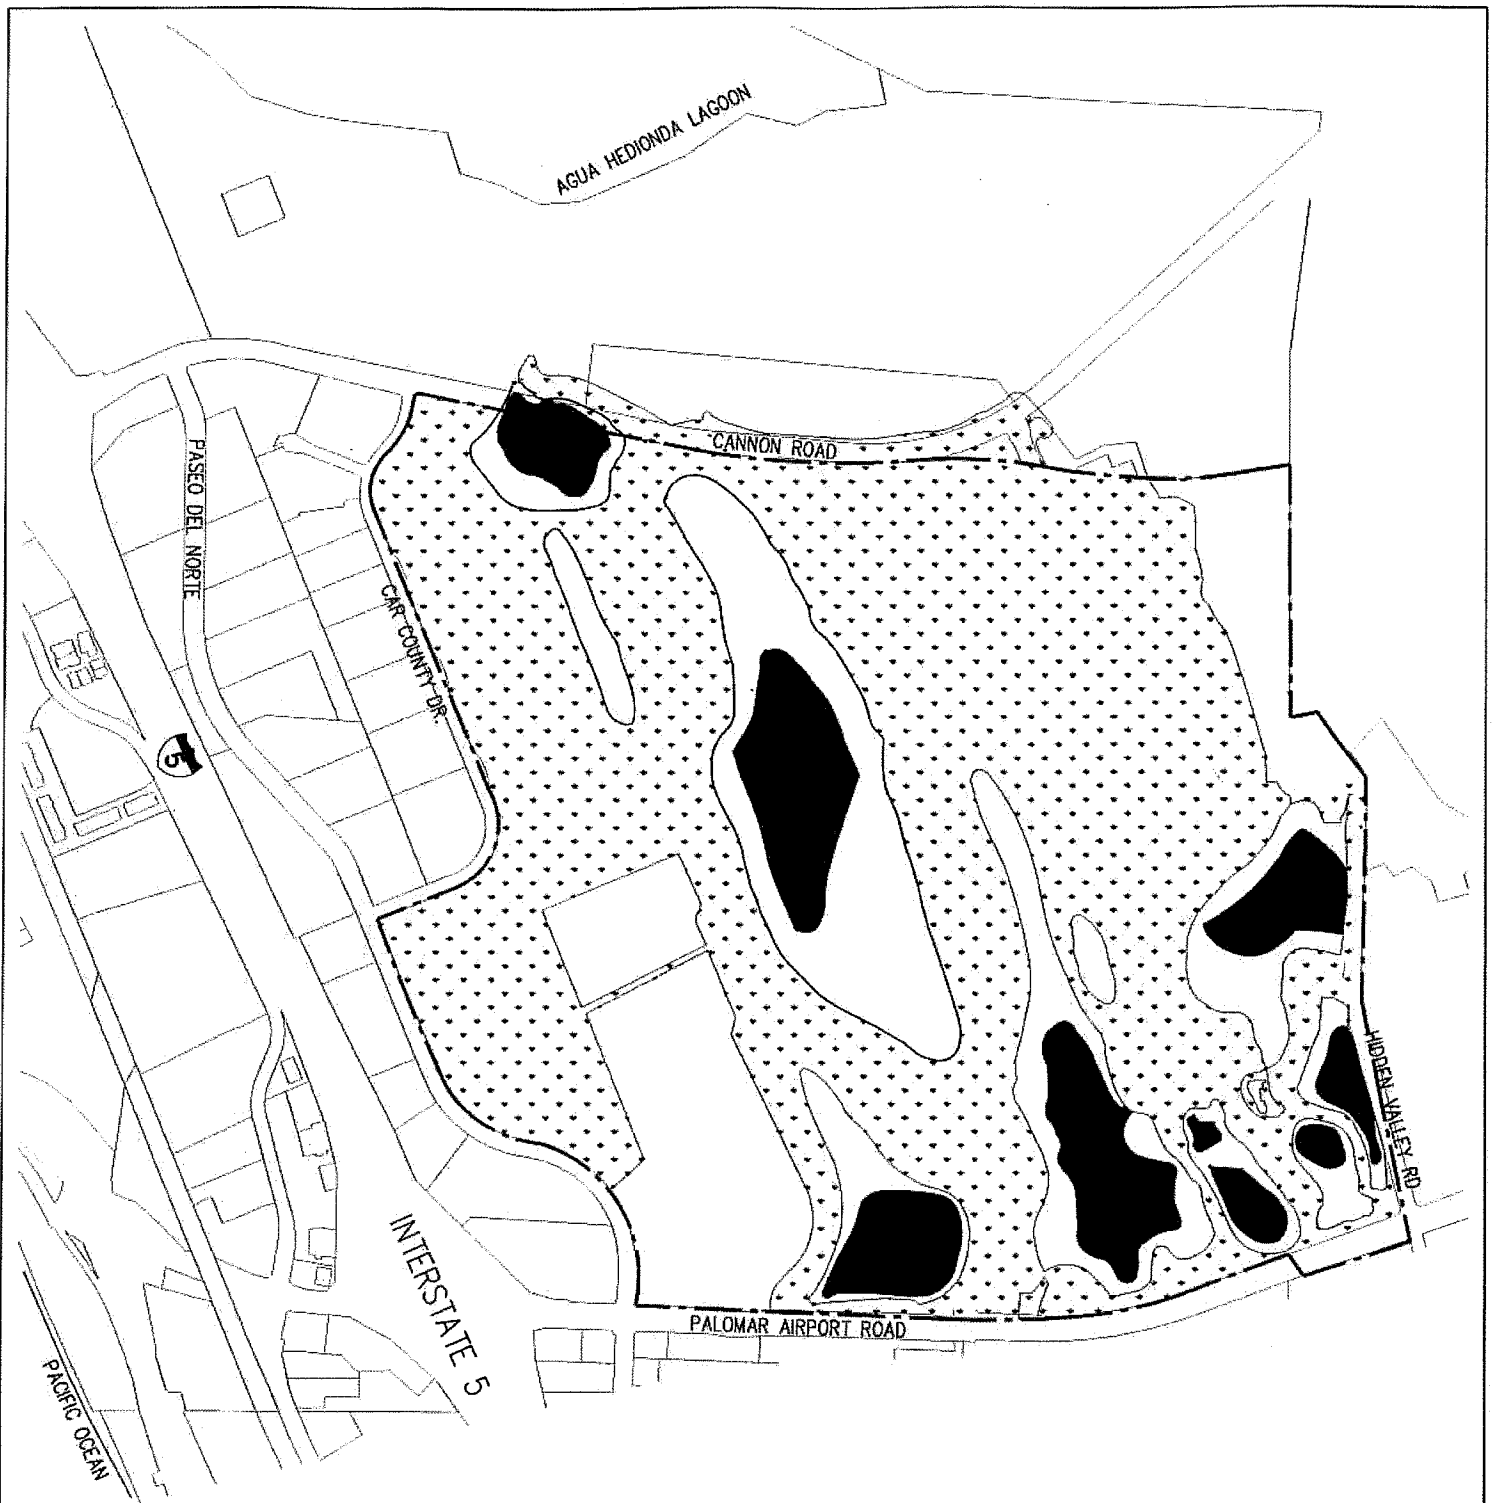 AGUA HEDIONDA LAGOON
CANNON ROAD
PASEO DEL NORTE
CAR COUNTY DR.
5
HIDDEN VALLEY RD
INTERSTATE 5
PALOMAR AIRPORT ROAD
PACIFIC OCEAN